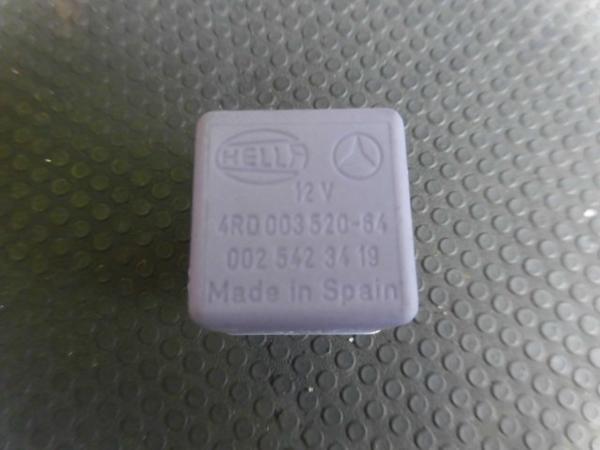 HELLA
12 V
4RD 003 520-64
002 542 34 19
Made in Spain